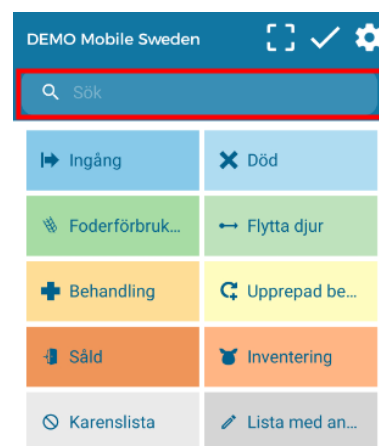 DEMO Mobile Sweden
Sök
Ingång
Död
Foderförbruk...
Flytta djur
Behandling
Upprepad be...
Såld
Inventering
Karenslista
Lista med an...